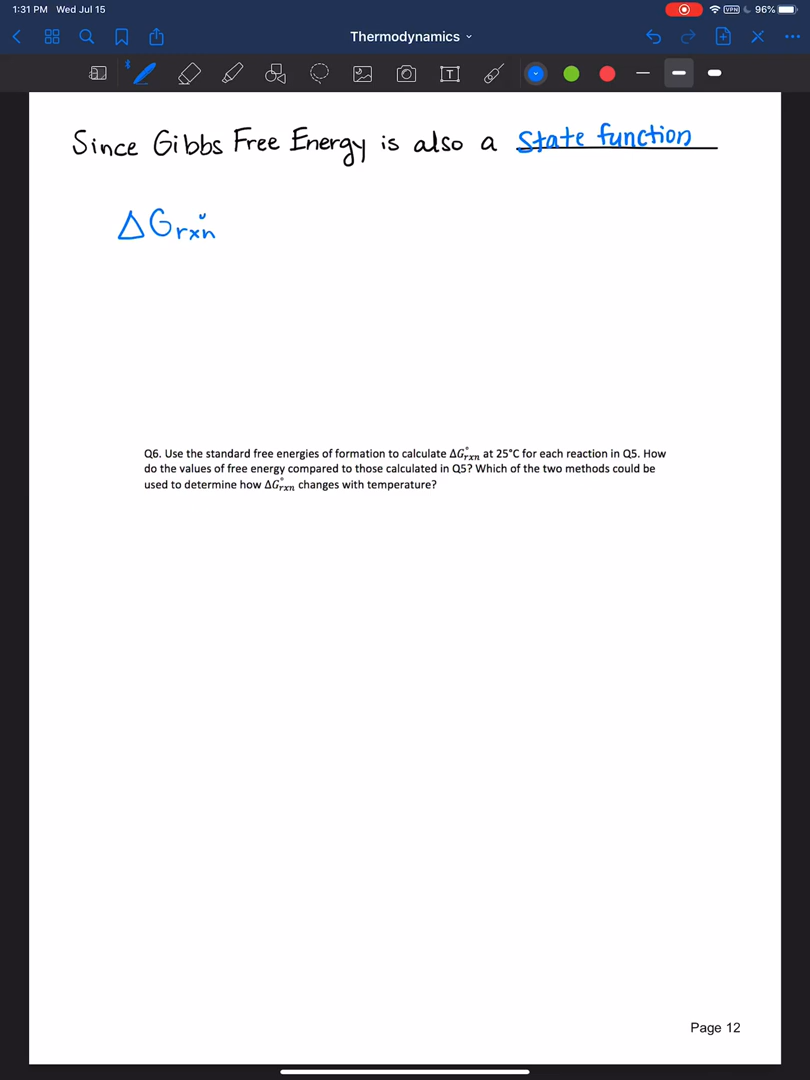 1:31 PM Wed Jul 15 VPN 96%
Thermodynamics
T
Since Gibbs Free Energy is also a state function
ΔG°rxn
Q6. Use the standard free energies of formation to calculate ΔG°rxn at 25°C for each reaction in Q5. How
do the values of free energy compared to those calculated in Q5? Which of the two methods could be
used to determine how ΔG°rxn changes with temperature?
Page 12